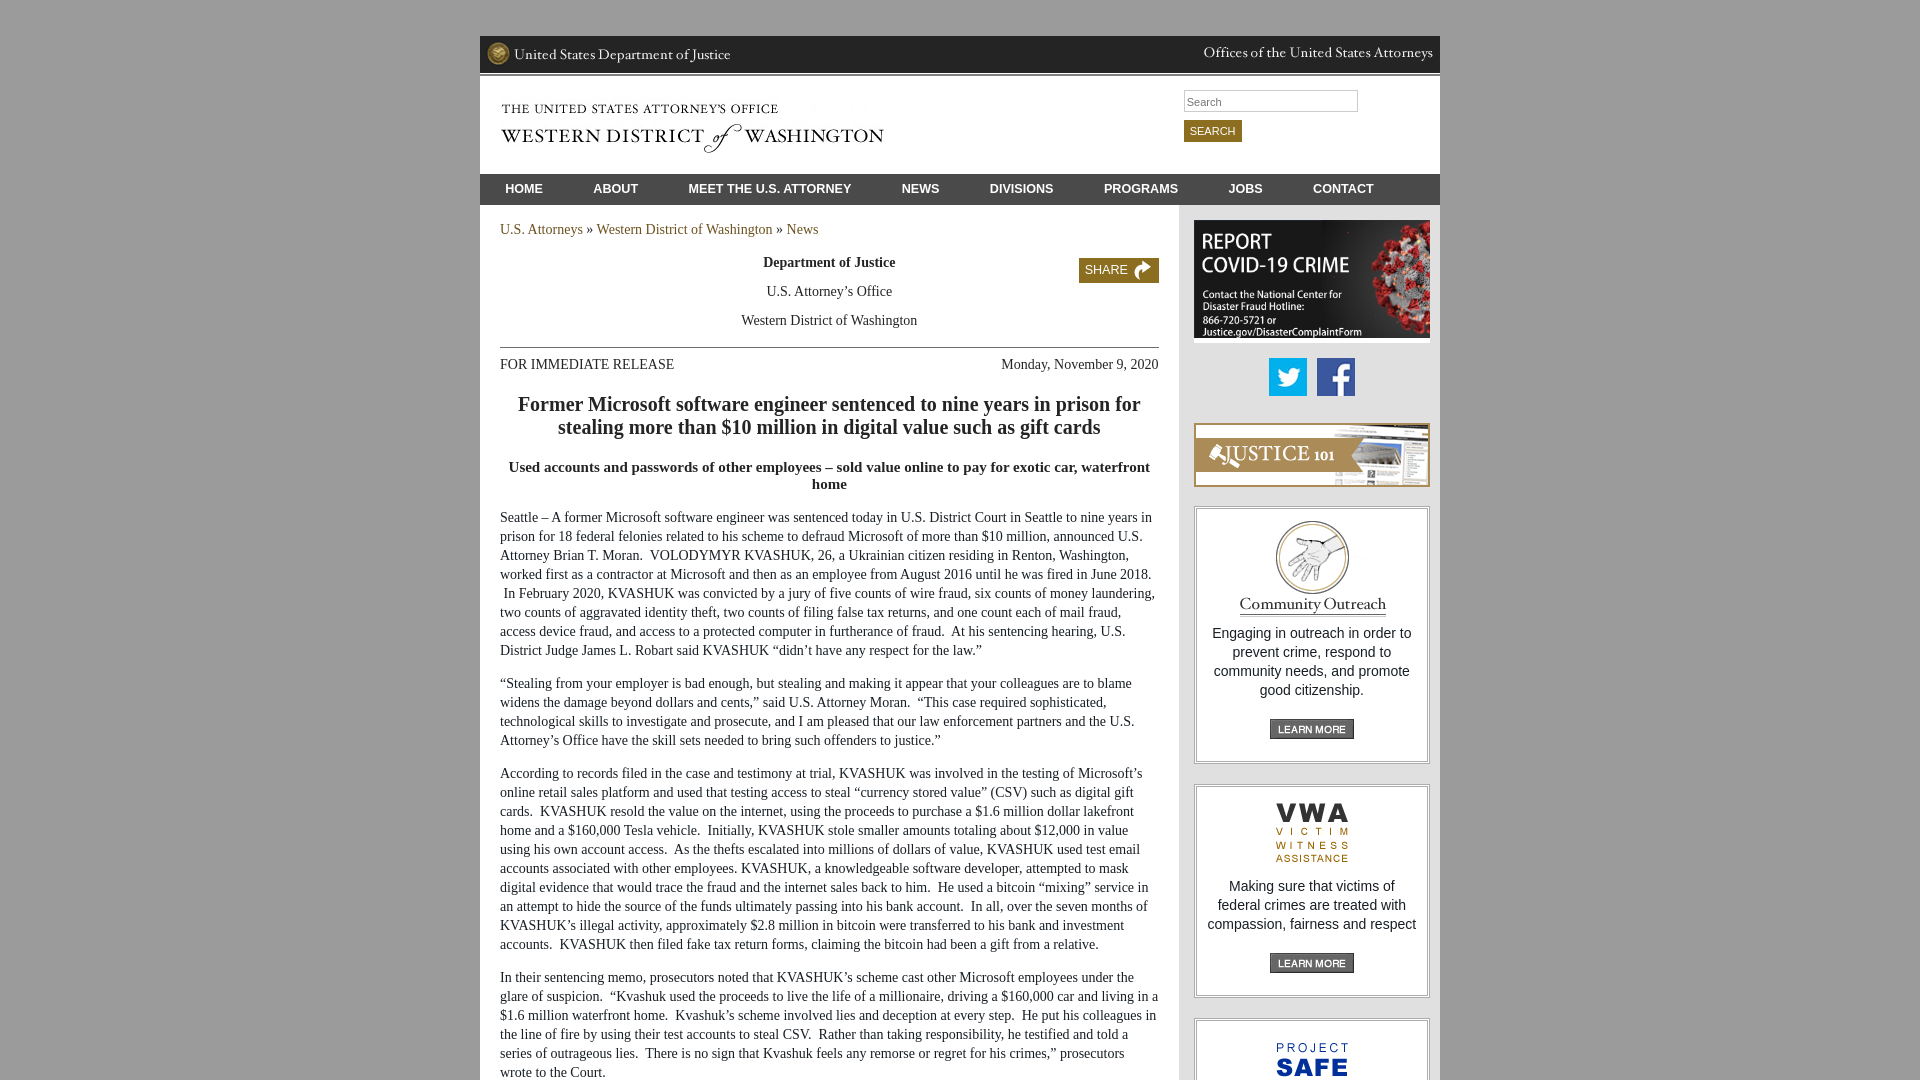 United States Department of Justice
Offices of the United States Attorneys
THE UNITED STATES ATTORNEY'S OFFICE
WESTERN DISTRICT of WASHINGTON
Search
SEARCH
HOME ABOUT MEET THE U.S. ATTORNEY NEWS DIVISIONS PROGRAMS JOBS CONTACT
U.S. Attorneys » Western District of Washington » News
SHARE
Department of Justice
U.S. Attorney’s Office
Western District of Washington
FOR IMMEDIATE RELEASE
Monday, November 9, 2020
Former Microsoft software engineer sentenced to nine years in prison for
stealing more than $10 million in digital value such as gift cards
Used accounts and passwords of other employees – sold value online to pay for exotic car, waterfront
home
Seattle – A former Microsoft software engineer was sentenced today in U.S. District Court in Seattle to nine years in
prison for 18 federal felonies related to his scheme to defraud Microsoft of more than $10 million, announced U.S.
Attorney Brian T. Moran.  VOLODYMYR KVASHUK, 26, a Ukrainian citizen residing in Renton, Washington,
worked first as a contractor at Microsoft and then as an employee from August 2016 until he was fired in June 2018.
In February 2020, KVASHUK was convicted by a jury of five counts of wire fraud, six counts of money laundering,
two counts of aggravated identity theft, two counts of filing false tax returns, and one count each of mail fraud,
access device fraud, and access to a protected computer in furtherance of fraud.  At his sentencing hearing, U.S.
District Judge James L. Robart said KVASHUK “didn’t have any respect for the law.”
“Stealing from your employer is bad enough, but stealing and making it appear that your colleagues are to blame
widens the damage beyond dollars and cents,” said U.S. Attorney Moran.  “This case required sophisticated,
technological skills to investigate and prosecute, and I am pleased that our law enforcement partners and the U.S.
Attorney’s Office have the skill sets needed to bring such offenders to justice.”
According to records filed in the case and testimony at trial, KVASHUK was involved in the testing of Microsoft’s
online retail sales platform and used that testing access to steal “currency stored value” (CSV) such as digital gift
cards.  KVASHUK resold the value on the internet, using the proceeds to purchase a $1.6 million dollar lakefront
home and a $160,000 Tesla vehicle.  Initially, KVASHUK stole smaller amounts totaling about $12,000 in value
using his own account access.  As the thefts escalated into millions of dollars of value, KVASHUK used test email
accounts associated with other employees. KVASHUK, a knowledgeable software developer, attempted to mask
digital evidence that would trace the fraud and the internet sales back to him.  He used a bitcoin “mixing” service in
an attempt to hide the source of the funds ultimately passing into his bank account.  In all, over the seven months of
KVASHUK’s illegal activity, approximately $2.8 million in bitcoin were transferred to his bank and investment
accounts.  KVASHUK then filed fake tax return forms, claiming the bitcoin had been a gift from a relative.
In their sentencing memo, prosecutors noted that KVASHUK’s scheme cast other Microsoft employees under the
glare of suspicion.  “Kvashuk used the proceeds to live the life of a millionaire, driving a $160,000 car and living in a
$1.6 million waterfront home.  Kvashuk’s scheme involved lies and deception at every step.  He put his colleagues in
the line of fire by using their test accounts to steal CSV.  Rather than taking responsibility, he testified and told a
series of outrageous lies.  There is no sign that Kvashuk feels any remorse or regret for his crimes,” prosecutors
wrote to the Court.
REPORT
COVID-19 CRIME
Contact the National Center for
Disaster Fraud Hotline:
866-720-5721 or
Justice.gov/DisasterComplaintForm
JUSTICE 101
Community Outreach
Engaging in outreach in order to
prevent crime, respond to
community needs, and promote
good citizenship.
LEARN MORE
VWA
VICTIM
WITNESS
ASSISTANCE
Making sure that victims of
federal crimes are treated with
compassion, fairness and respect
LEARN MORE
PROJECT
SAFE